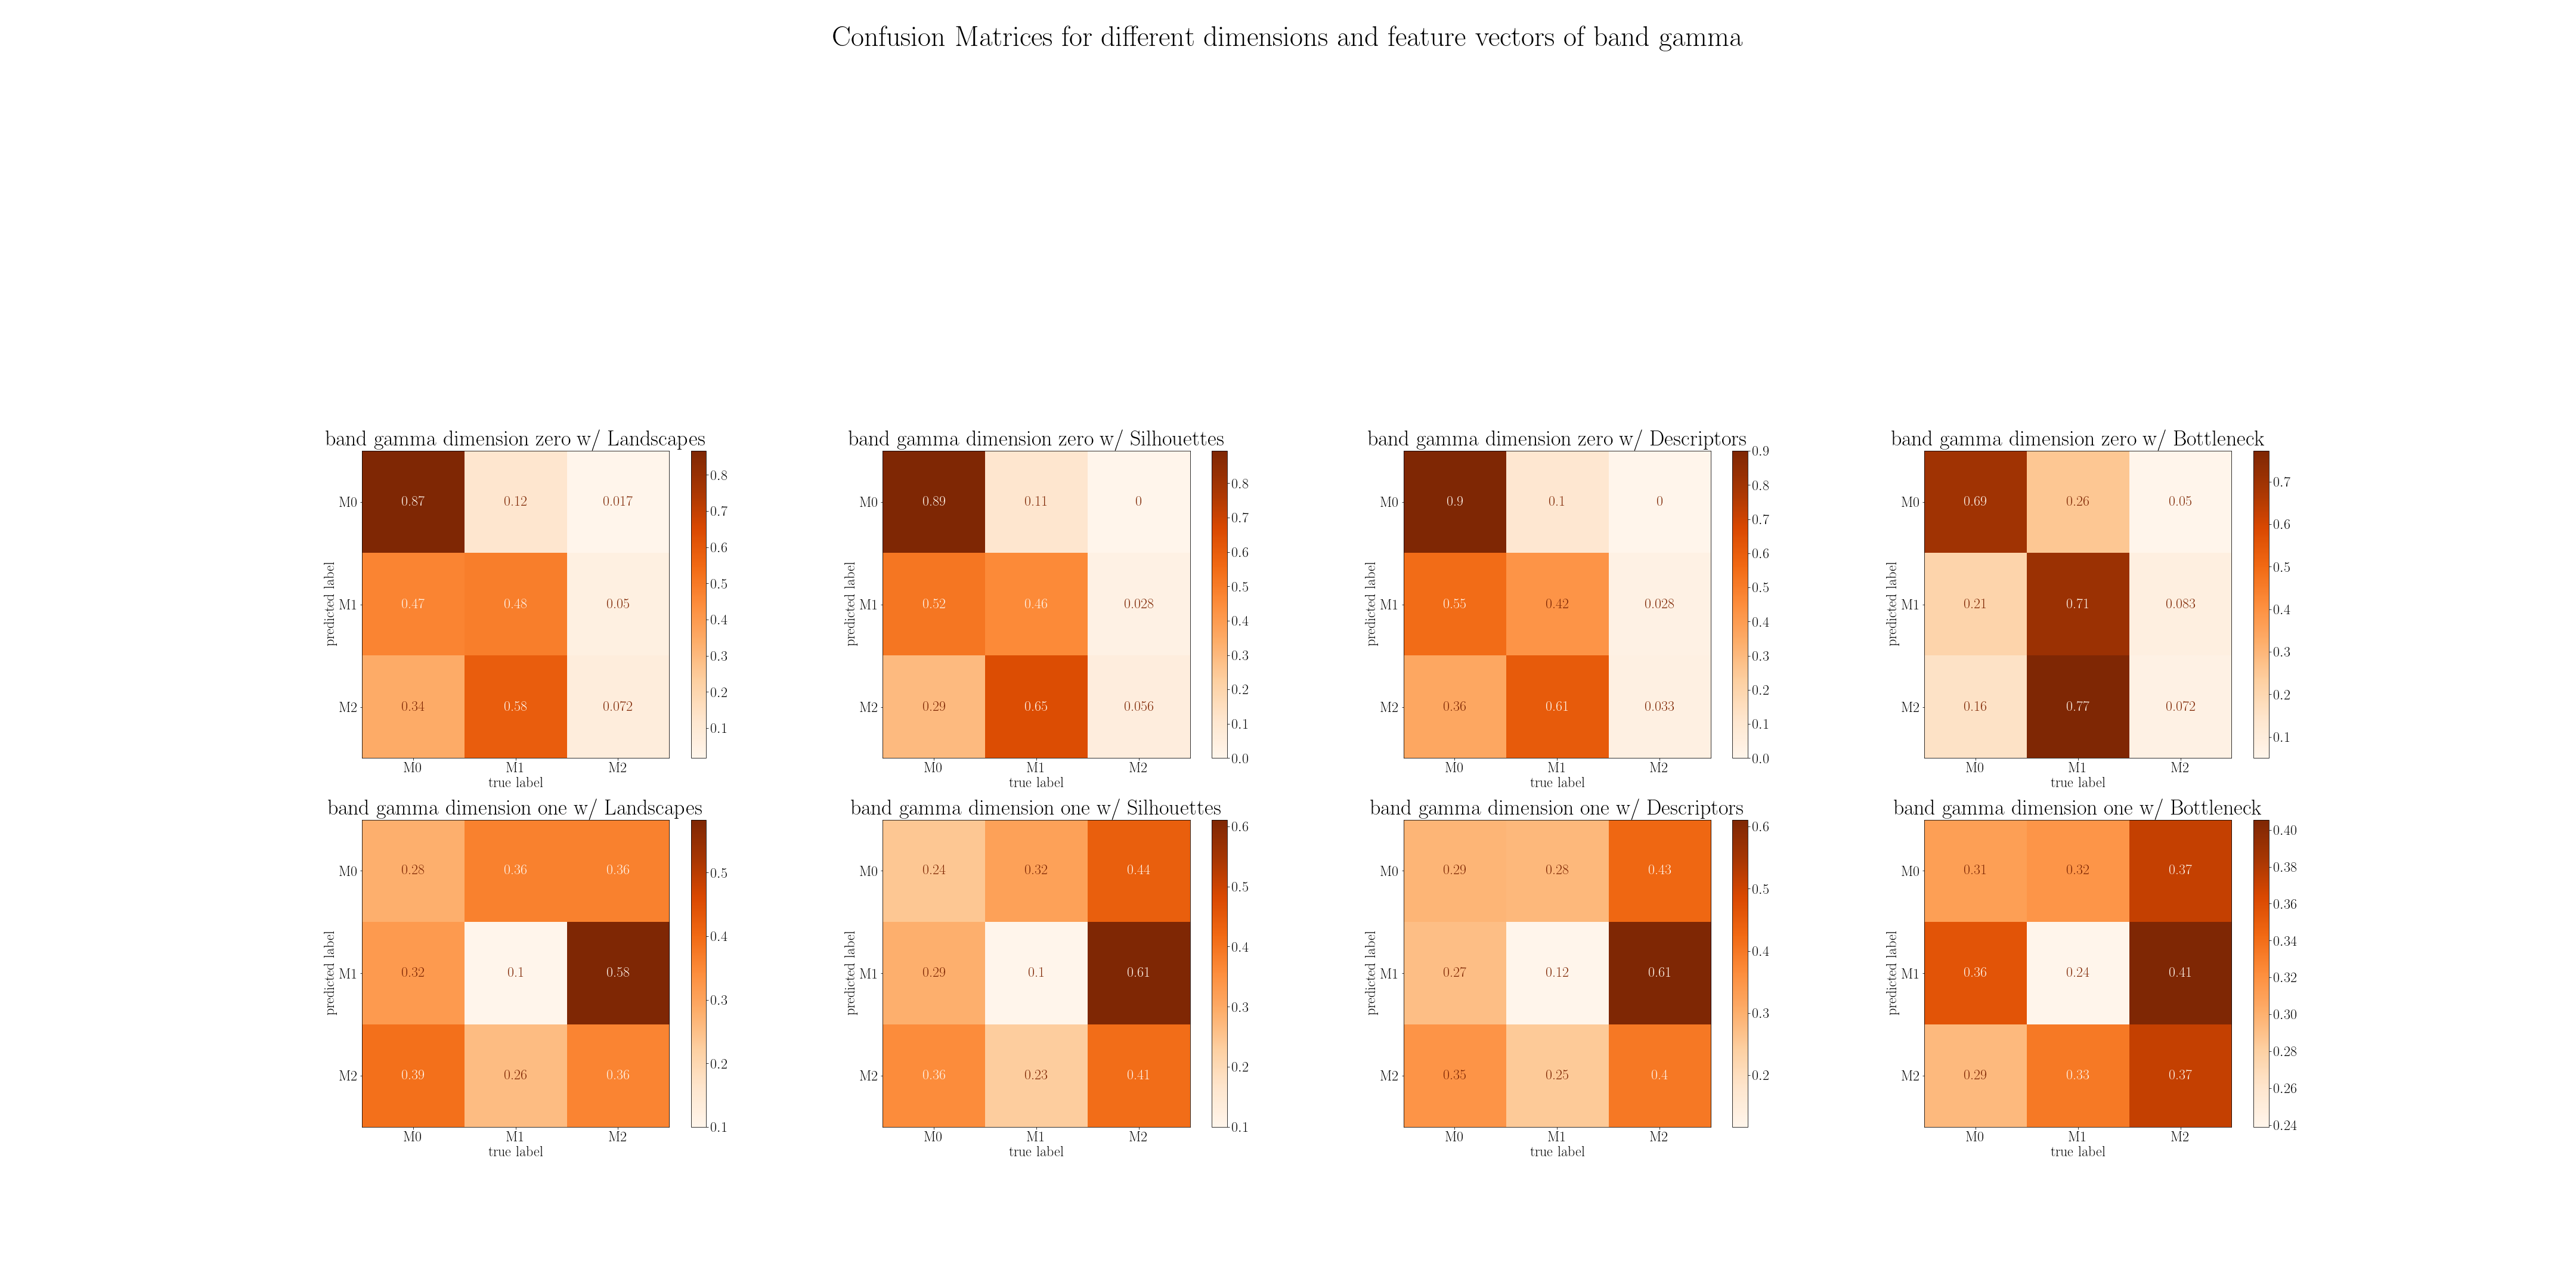 Confusion Matrices for different dimensions and feature vectors of band gamma
band gamma dimension zero w/ Landscapes
M0 0.87 0.12 0.017
M1 0.47 0.48 0.05
M2 0.34 0.58 0.072
M0 M1 M2
predicted label
true label
0.8
0.7
0.6
0.5
0.4
0.3
0.2
0.1
band gamma dimension zero w/ Silhouettes
M0 0.89 0.11 0
M1 0.52 0.46 0.028
M2 0.29 0.65 0.056
M0 M1 M2
predicted label
true label
0.8
0.7
0.6
0.5
0.4
0.3
0.2
0.1
0.0
band gamma dimension zero w/ Descriptors
M0 0.9 0.1 0
M1 0.55 0.42 0.028
M2 0.36 0.61 0.033
M0 M1 M2
predicted label
true label
0.9
0.8
0.7
0.6
0.5
0.4
0.3
0.2
0.1
0.0
band gamma dimension zero w/ Bottleneck
M0 0.69 0.26 0.05
M1 0.21 0.71 0.083
M2 0.16 0.77 0.072
M0 M1 M2
predicted label
true label
0.7
0.6
0.5
0.4
0.3
0.2
0.1
band gamma dimension one w/ Landscapes
M0 0.28 0.36 0.36
M1 0.32 0.1 0.58
M2 0.39 0.26 0.36
M0 M1 M2
predicted label
true label
0.5
0.4
0.3
0.2
0.1
band gamma dimension one w/ Silhouettes
M0 0.24 0.32 0.44
M1 0.29 0.1 0.61
M2 0.36 0.23 0.41
M0 M1 M2
predicted label
true label
0.6
0.5
0.4
0.3
0.2
0.1
band gamma dimension one w/ Descriptors
M0 0.29 0.28 0.43
M1 0.27 0.12 0.61
M2 0.35 0.25 0.4
M0 M1 M2
predicted label
true label
0.6
0.5
0.4
0.3
0.2
band gamma dimension one w/ Bottleneck
M0 0.31 0.32 0.37
M1 0.36 0.24 0.41
M2 0.29 0.33 0.37
M0 M1 M2
predicted label
true label
0.40
0.38
0.36
0.34
0.32
0.30
0.28
0.26
0.24